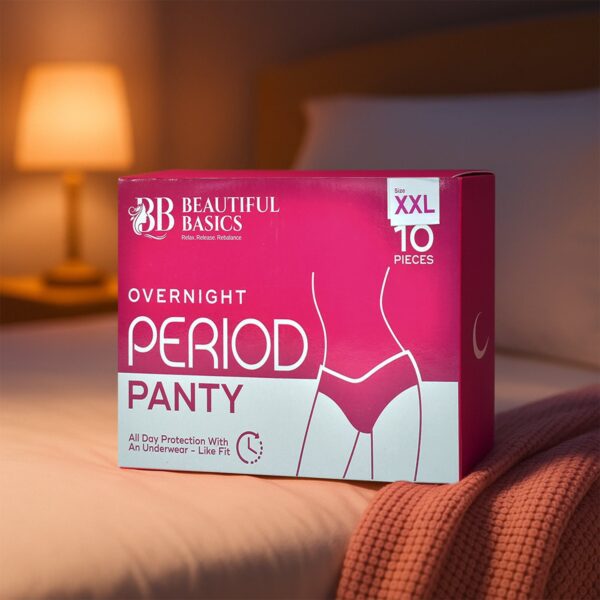 BB BEAUTIFUL
BASICS
Relax. Release. Rebalance
Size
XXL
10
PIECES
OVERNIGHT
PERIOD
PANTY
All Day Protection With
An Underwear - Like Fit